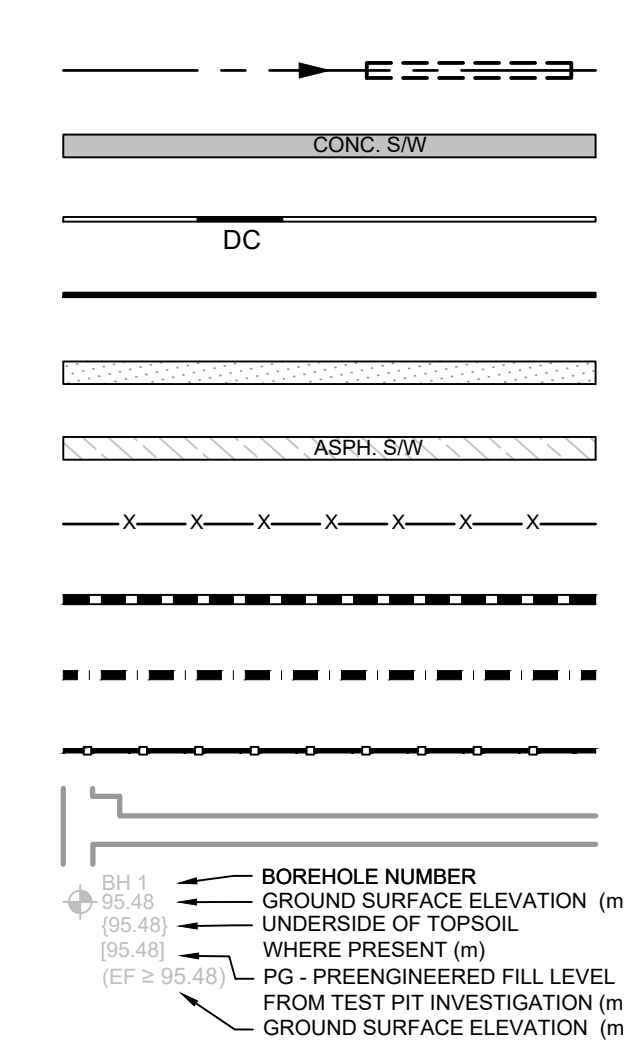 CONC. S/W
DC
ASPH. S/W
X X X X X X X
BH 1 BOREHOLE NUMBER
95.48 GROUND SURFACE ELEVATION (m
{95.48} UNDERSIDE OF TOPSOIL
[95.48] WHERE PRESENT (m)
(EF ≥ 95.48) PG - PREENGINEERED FILL LEVEL
FROM TEST PIT INVESTIGATION (m
GROUND SURFACE ELEVATION (m